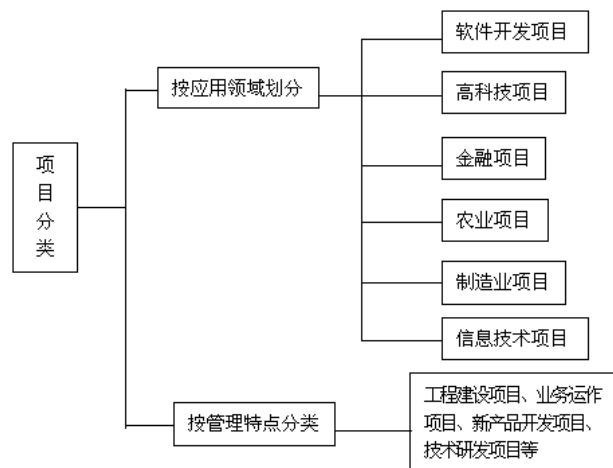 项目分类
按应用领域划分
软件开发项目
高科技项目
金融项目
农业项目
制造业项目
信息技术项目
按管理特点分类
工程建设项目、业务运作
项目、新产品开发项目、
技术研发项目等